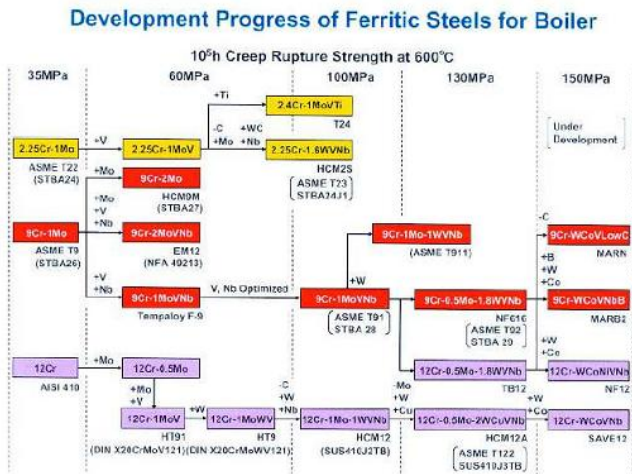 Development Progress of Ferritic Steels for Boiler
10⁵h Creep Rupture Strength at 600°C
35MPa
60MPa
100MPa
130MPa
150MPa
+Ti
2.4Cr-1MoVTi
T24
-C +WC
+Mo +Nb
[Under
Development]
2.25Cr-1Mo
+V
2.25Cr-1MoV
2.25Cr-1.6WVNb
ASME T22
(STBA24)
HCM2S
(ASME T23
STBA24J1)
+Mo
9Cr-2Mo
HCM9M
(STBA27)
+Mo
+V
+Nb
9Cr-1Mo
9Cr-2MoVNb
9Cr-1Mo-1WVNb
-C
9Cr-WCoVLowC
ASME T9
(STBA26)
EM12
(NFA 49213)
(ASME T911)
MARN
+B
+W
+Co
+V
+Nb
+W
9Cr-1MoVNb
V, Nb Optimized
9Cr-1MoVNb
9Cr-0.5Mo-1.8WVNb
9Cr-WCoVNbB
Tempaloy F-9
(ASME T91
STBA 28)
NF616
(ASME T92
STBA 29)
MARB2
+W
+Co
12Cr
+Mo
12Cr-0.5Mo
12Cr-0.5Mo-1.8WVNb
12Cr-WCoNiVNb
AISI 410
TB12
NF12
+Mo
+V
-C
+W
+Nb
-Mo
+W
+Cu
12Cr-1MoV
+W
12Cr-1MoWV
12Cr-1Mo-1WVNb
12Cr-0.5Mo-2WCuVNb
+W
+Co
12Cr-WCoVNb
HT91
(DIN X20CrMoV121)
HT9
(DIN X20CrMoWV121)
HCM12
(SUS410J2TB)
HCM12A
(ASME T122
SUS410J3TB)
SAVE12